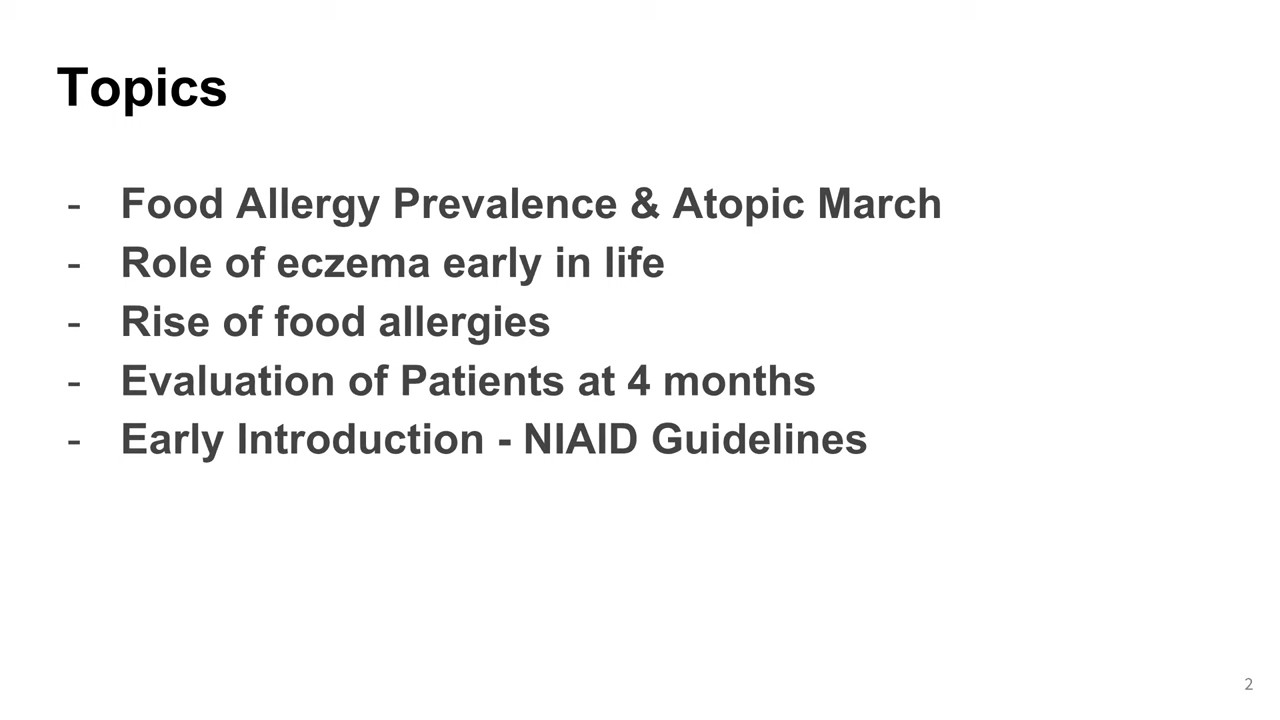 Topics
- Food Allergy Prevalence & Atopic March
- Role of eczema early in life
- Rise of food allergies
- Evaluation of Patients at 4 months
- Early Introduction - NIAID Guidelines
2